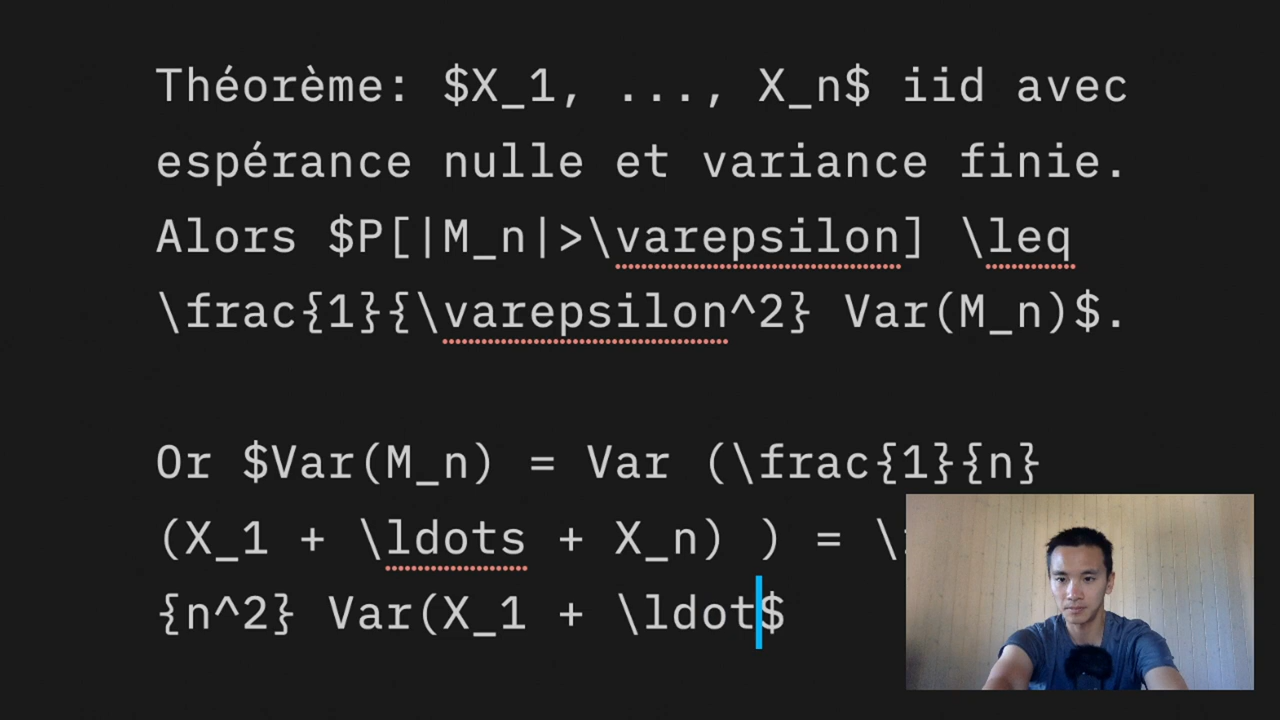 Théorème: $X_1, ..., X_n$ iid avec
espérance nulle et variance finie.
Alors $P[|M_n|>\varepsilon] \leq
\frac{1}{\varepsilon^2} Var(M_n)$.
Or $Var(M_n) = Var (\frac{1}{n}
(X_1 + \ldots + X_n) ) = \
{n^2} Var(X_1 + \ldot$